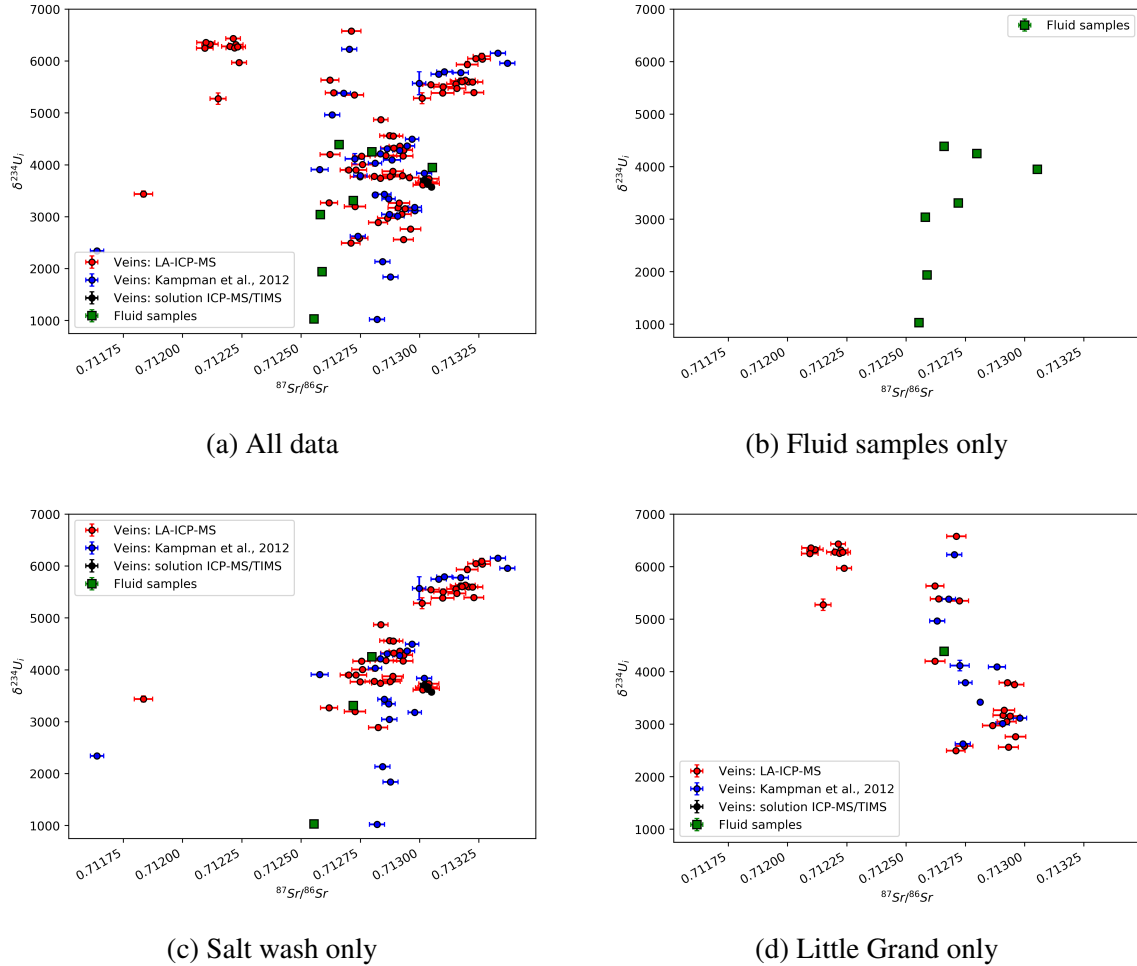 7000
6000
5000
4000
3000
2000
1000
δ²³⁴Uᵢ
Veins: LA-ICP-MS
Veins: Kampman et al., 2012
Veins: solution ICP-MS/TIMS
Fluid samples
0.71175
0.71200
0.71225
0.71250
0.71275
0.71300
0.71325
⁸⁷Sr/⁸⁶Sr
(a) All data
7000
6000
5000
4000
3000
2000
1000
δ²³⁴Uᵢ
Fluid samples
0.71175
0.71200
0.71225
0.71250
0.71275
0.71300
0.71325
⁸⁷Sr/⁸⁶Sr
(b) Fluid samples only
7000
6000
5000
4000
3000
2000
1000
δ²³⁴Uᵢ
Veins: LA-ICP-MS
Veins: Kampman et al., 2012
Veins: solution ICP-MS/TIMS
Fluid samples
0.71175
0.71200
0.71225
0.71250
0.71275
0.71300
0.71325
⁸⁷Sr/⁸⁶Sr
(c) Salt wash only
7000
6000
5000
4000
3000
2000
1000
δ²³⁴Uᵢ
Veins: LA-ICP-MS
Veins: Kampman et al., 2012
Veins: solution ICP-MS/TIMS
Fluid samples
0.71175
0.71200
0.71225
0.71250
0.71275
0.71300
0.71325
⁸⁷Sr/⁸⁶Sr
(d) Little Grand only